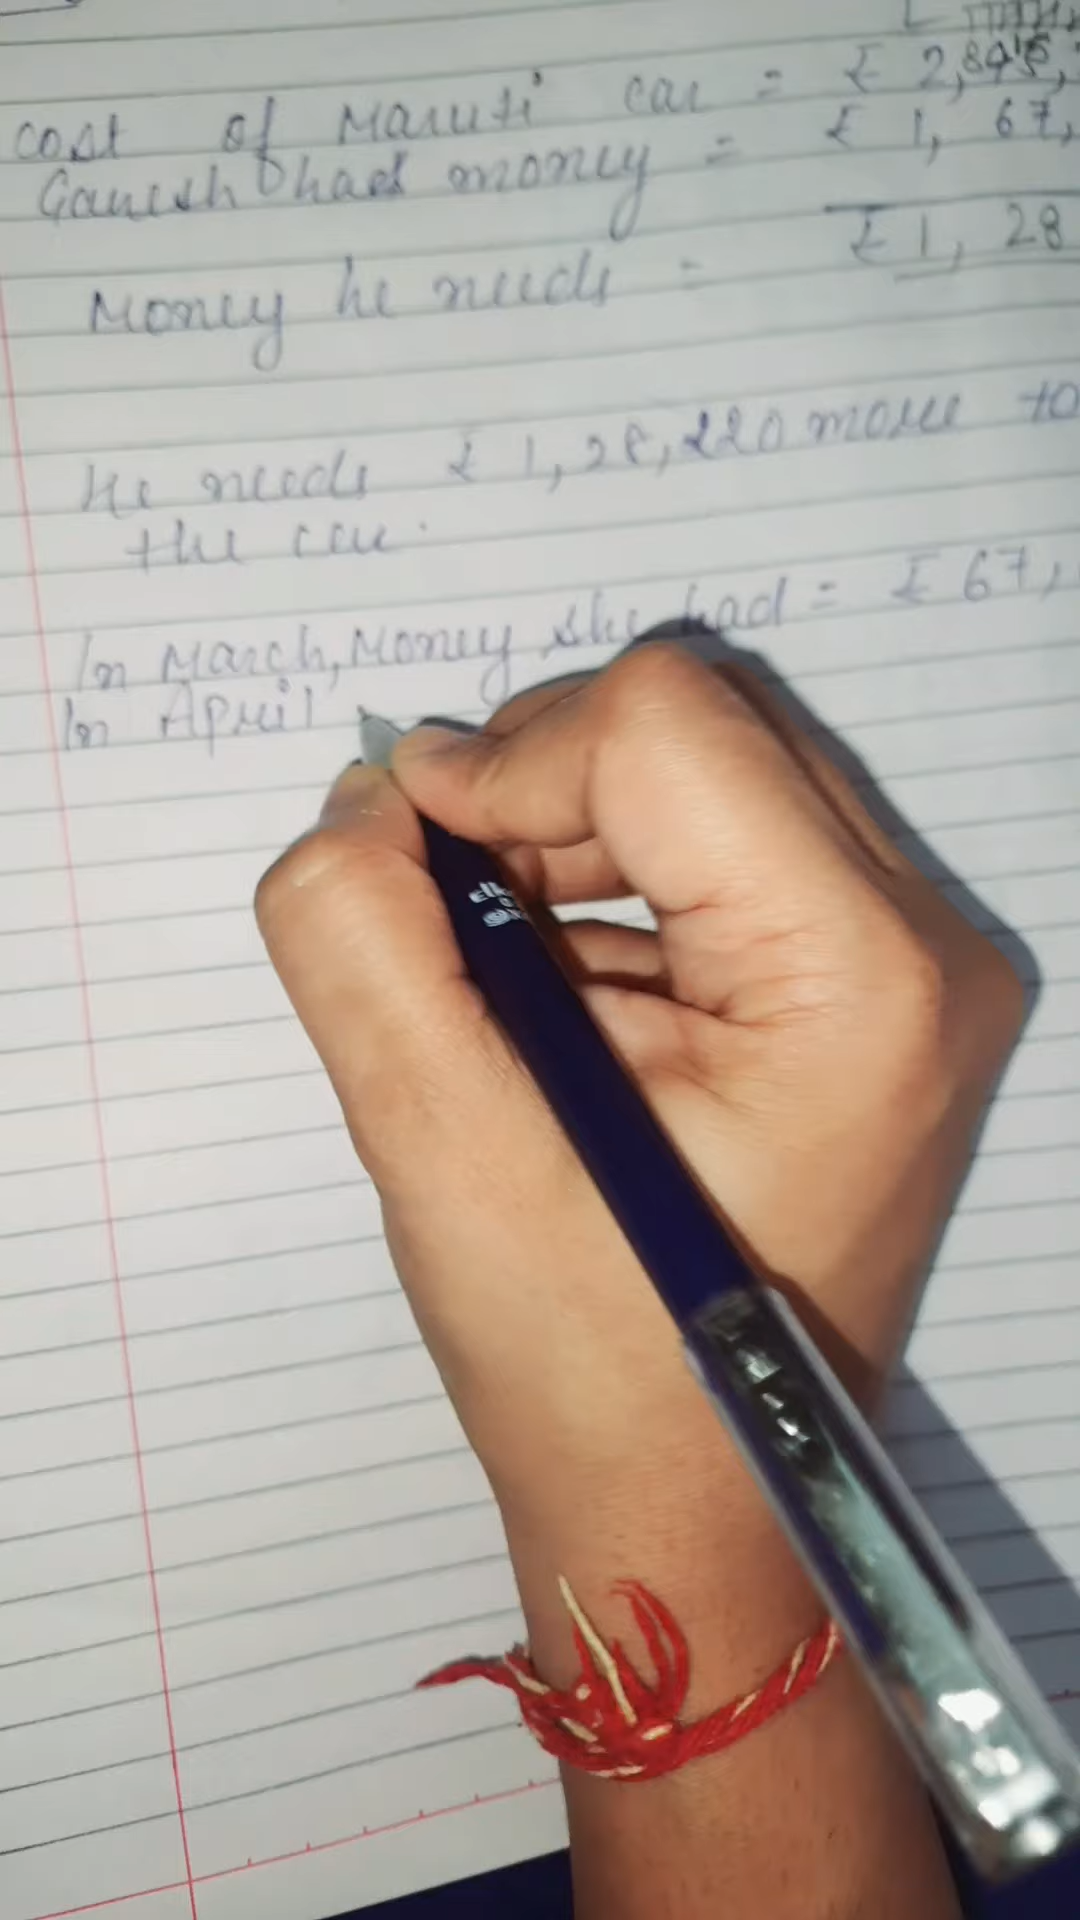 cost of Maruti car = ₹ 2,845,
Ganesh had money = ₹ 1, 67,
Money he needs = ₹ 1, 28
He needs ₹ 1,28,220 more to
the car.
In March, Money she had = ₹ 67,
In April